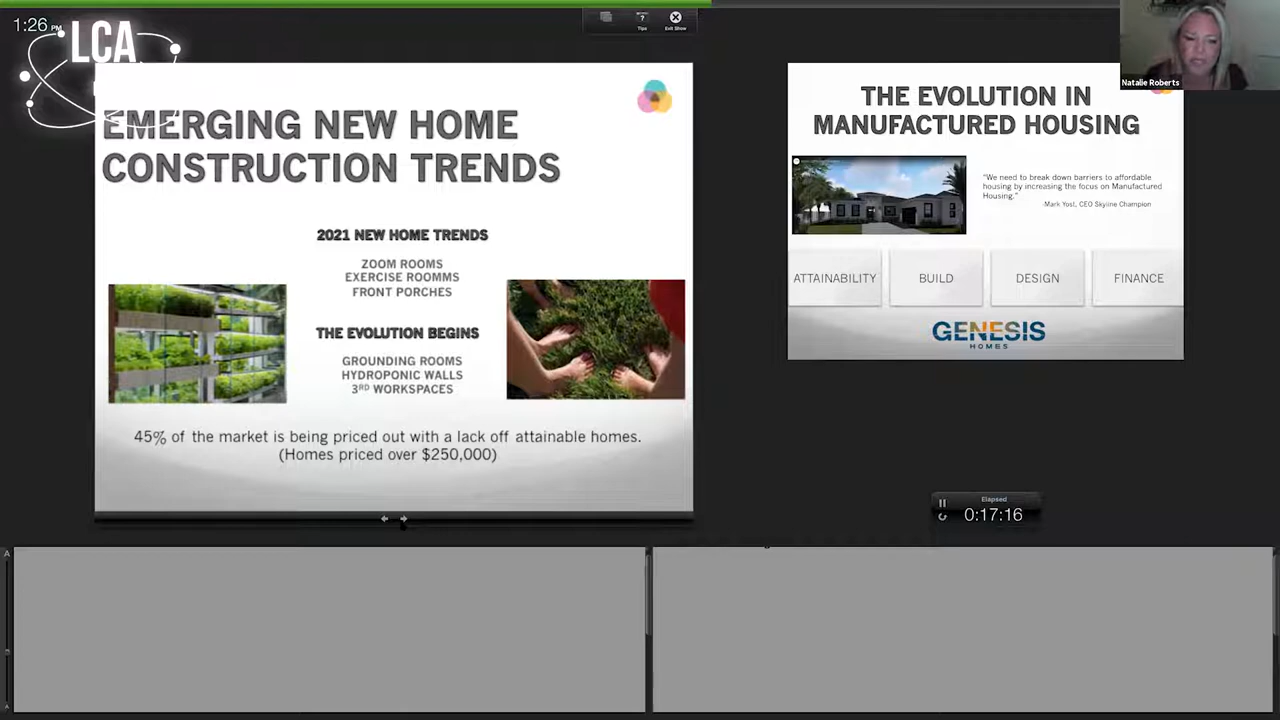 1:26 PM
LCA
Tips
Exit Show
Natalie Roberts
EMERGING NEW HOME
CONSTRUCTION TRENDS
2021 NEW HOME TRENDS
ZOOM ROOMS
EXERCISE ROOMMS
FRONT PORCHES
THE EVOLUTION BEGINS
GROUNDING ROOMS
HYDROPONIC WALLS
3RD WORKSPACES
45% of the market is being priced out with a lack off attainable homes.
(Homes priced over $250,000)
THE EVOLUTION IN
MANUFACTURED HOUSING
"We need to break down barriers to affordable
housing by increasing the focus on Manufactured
Housing."
-Mark Yost, CEO Skyline Champion
ATTAINABILITY
BUILD
DESIGN
FINANCE
GENESIS
HOMES
Elapsed
0:17:16
A
A